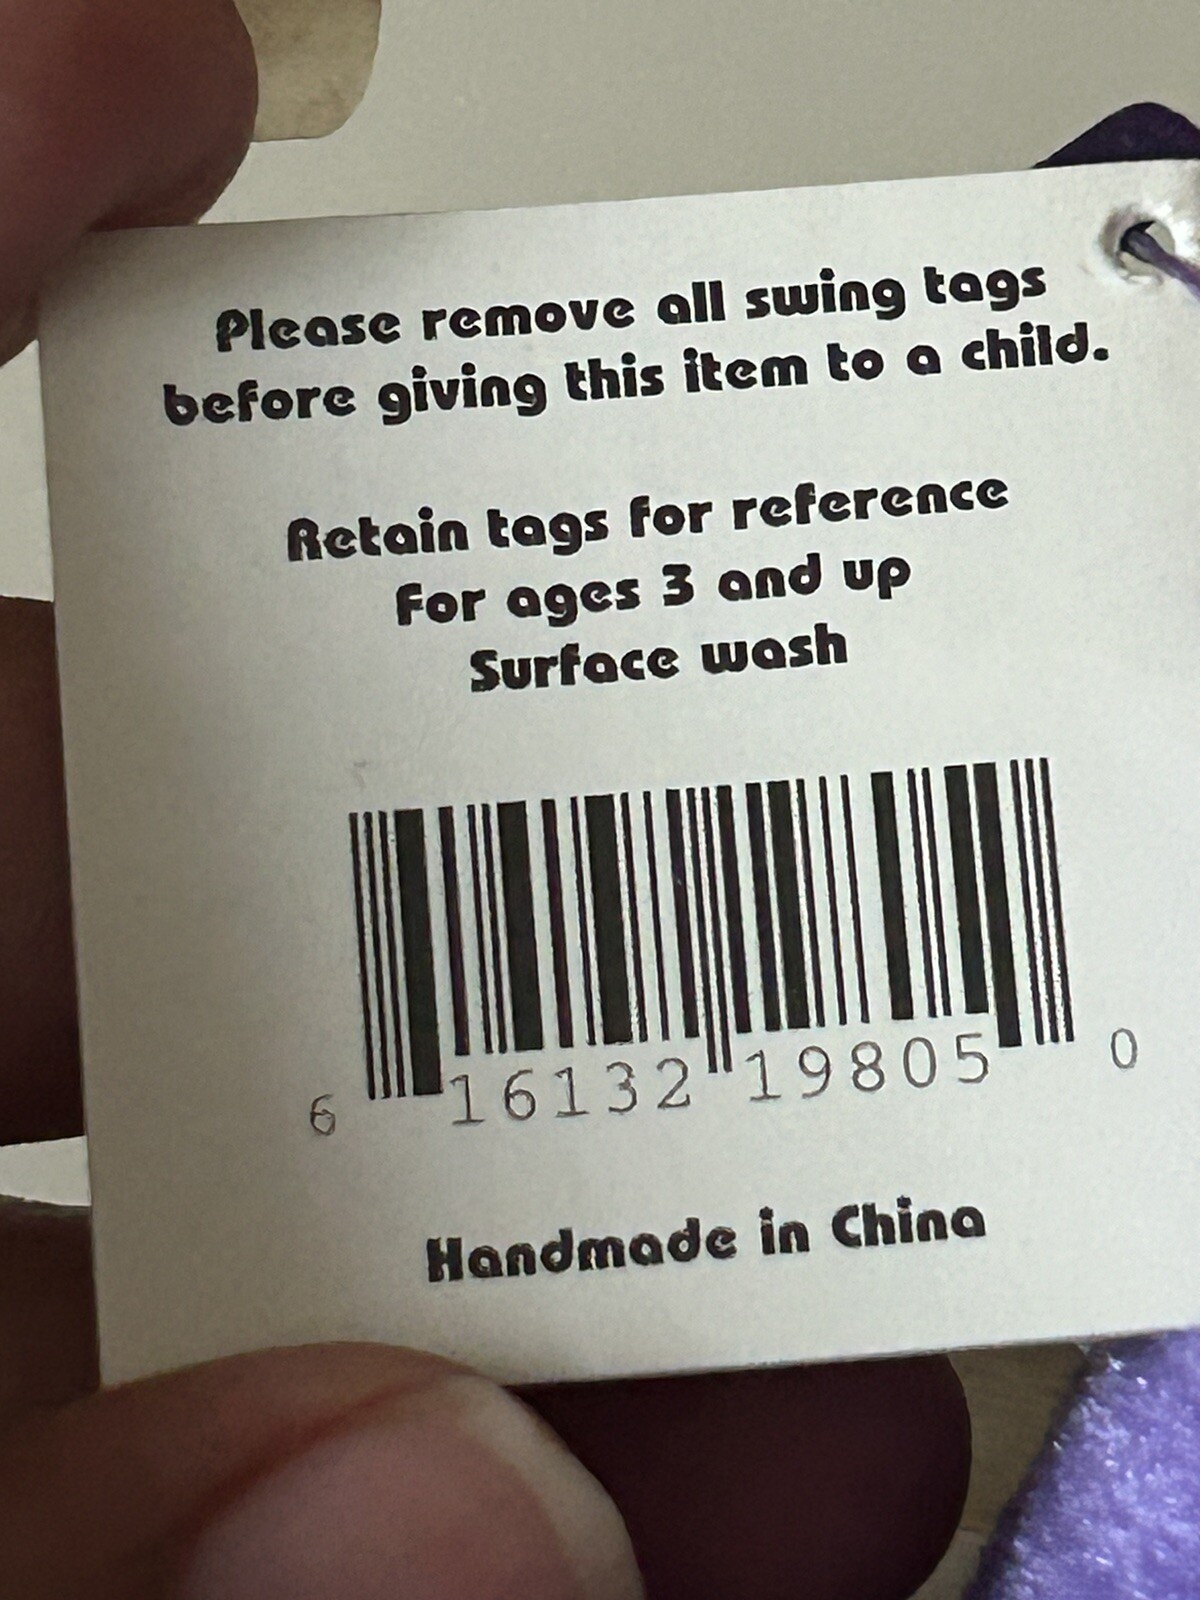 Please remove all swing tags
before giving this item to a child.
Retain tags for reference
For ages 3 and up
Surface wash
6 16132 19805 0
Handmade in China